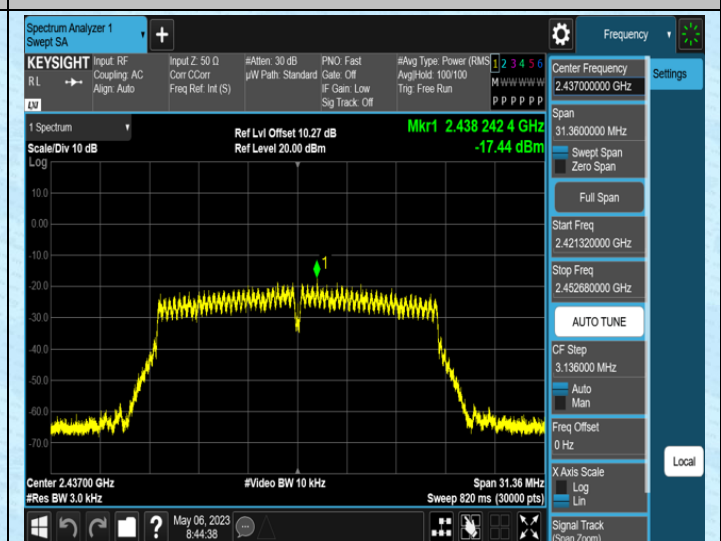 Spectrum Analyzer 1
Swept SA
+
Frequency
KEYSIGHT
R L
LXI
Input: RF
Coupling: AC
Align: Auto
Input Z: 50 Ω
Corr CCorr
Freq Ref: Int (S)
#Atten: 30 dB
µW Path: Standard
PNO: Fast
Gate: Off
IF Gain: Low
Sig Track: Off
#Avg Type: Power (RMS
Avg|Hold: 100/100
Trig: Free Run
1 2 3 4 5 6
M W W W W W
P P P P P P
Center Frequency
2.437000000 GHz
Settings
Span
31.3600000 MHz
Swept Span
Zero Span
Full Span
Start Freq
2.421320000 GHz
Stop Freq
2.452680000 GHz
AUTO TUNE
CF Step
3.136000 MHz
Auto
Man
Freq Offset
0 Hz
X Axis Scale
Log
Lin
Signal Track
(Span Zoom)
Local
1 Spectrum
Scale/Div 10 dB
Ref Lvl Offset 10.27 dB
Ref Level 20.00 dBm
Mkr1 2.438 242 4 GHz
-17.44 dBm
Log
10.0
0.00
-10.0
-20.0
-30.0
-40.0
-50.0
-60.0
-70.0
1
Center 2.43700 GHz
#Res BW 3.0 kHz
#Video BW 10 kHz
Span 31.36 MHz
Sweep 820 ms (30000 pts)
?
May 06, 2023
8:44:38